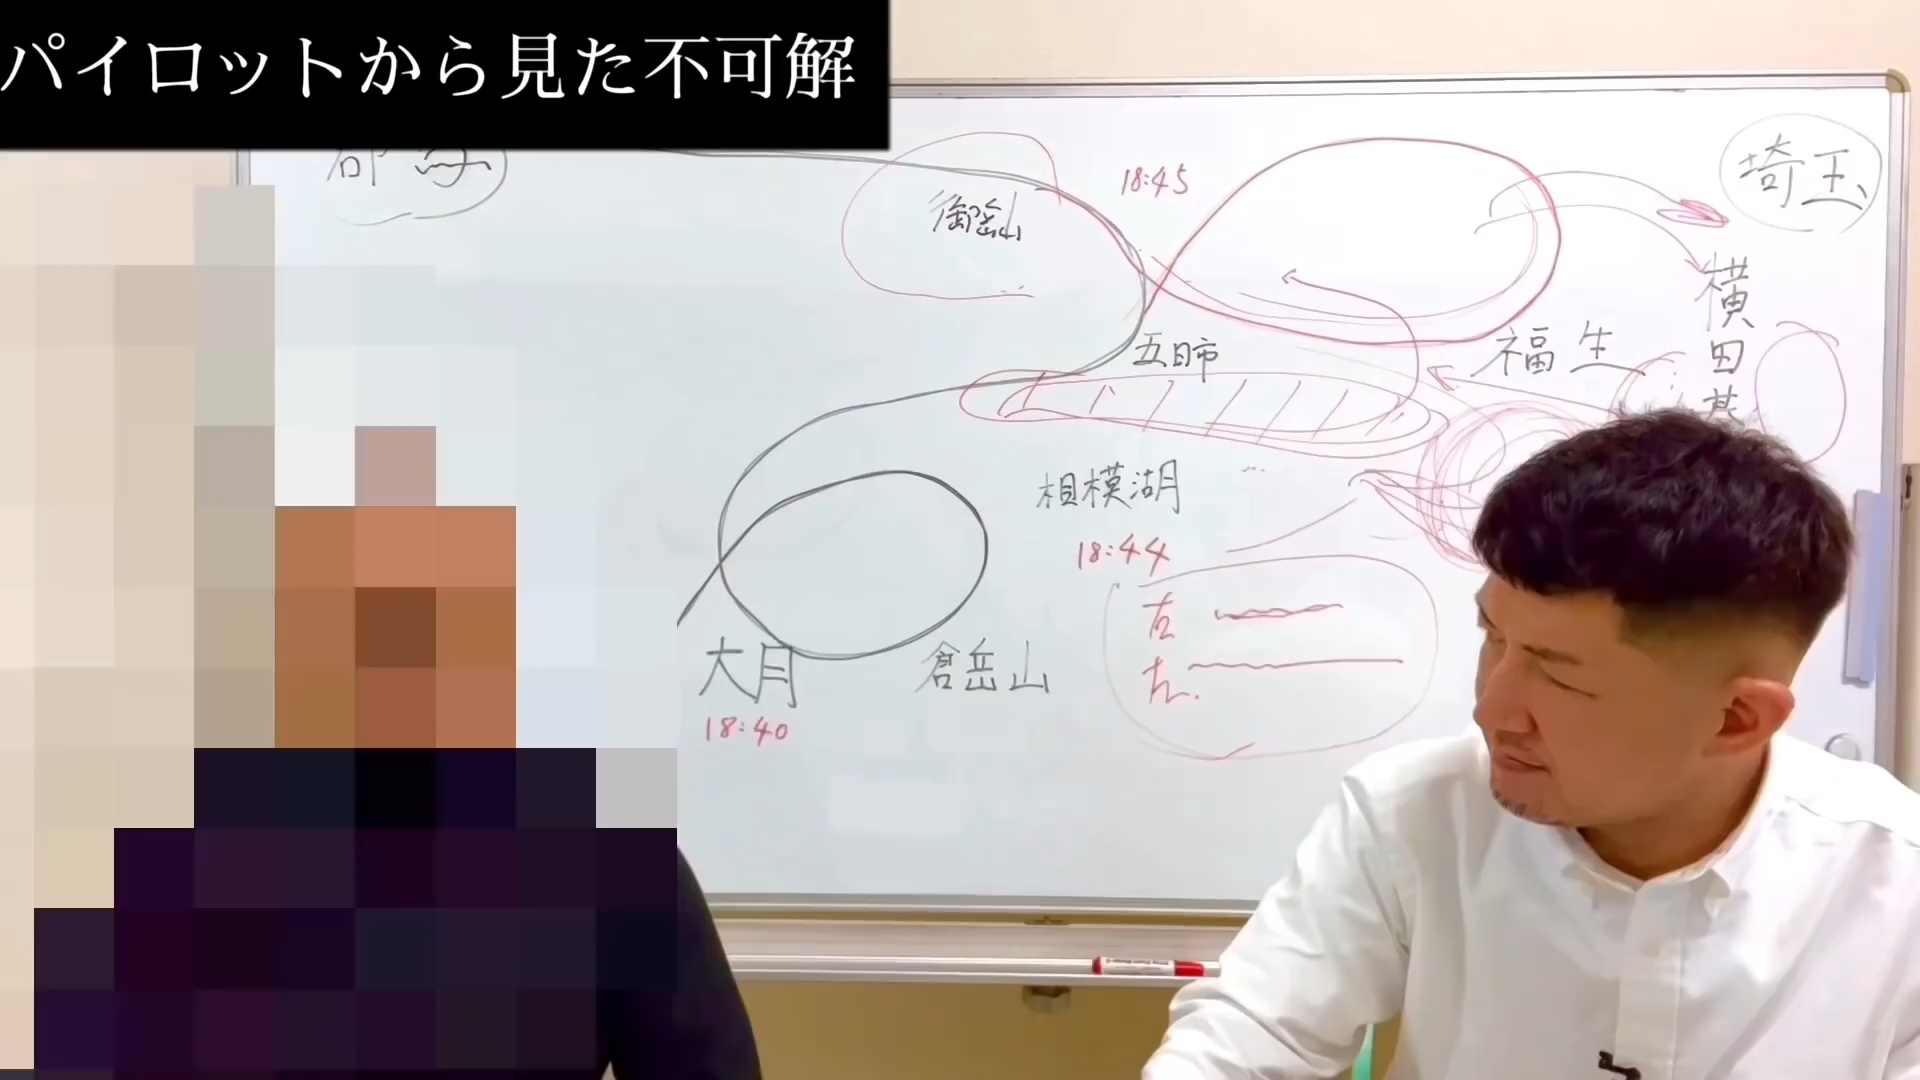 パイロットから見た不可解
18:45
埼玉
御岳山
横田基
福生
五日市
相模湖
18:44
左
右
大月
倉岳山
18:40